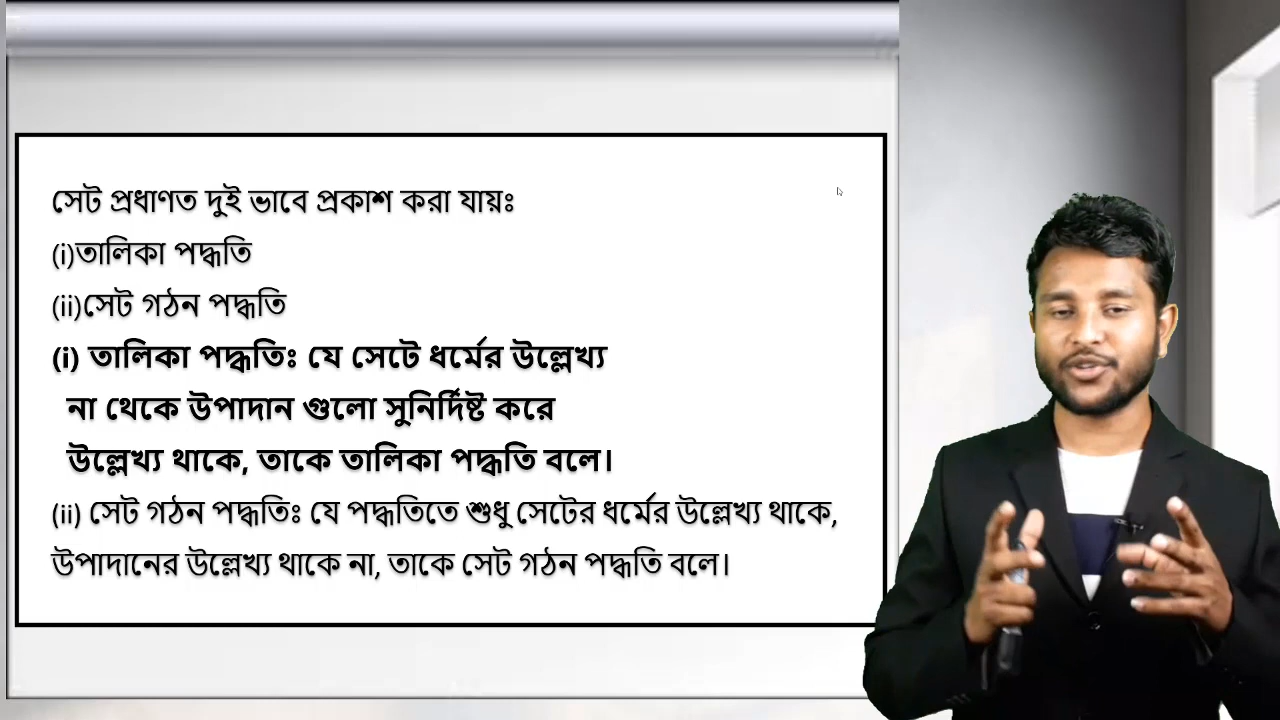 সেট প্রধাণত দুই ভাবে প্রকাশ করা যায়ঃ
(i)তালিকা পদ্ধতি
(ii)সেট গঠন পদ্ধতি
(i) তালিকা পদ্ধতিঃ যে সেটে ধর্মের উল্লেখ্য
না থেকে উপাদান গুলো সুনির্দিষ্ট করে
উল্লেখ্য থাকে, তাকে তালিকা পদ্ধতি বলে।
(ii) সেট গঠন পদ্ধতিঃ যে পদ্ধতিতে শুধু সেটের ধর্মের উল্লেখ্য থাকে,
উপাদানের উল্লেখ্য থাকে না, তাকে সেট গঠন পদ্ধতি বলে।